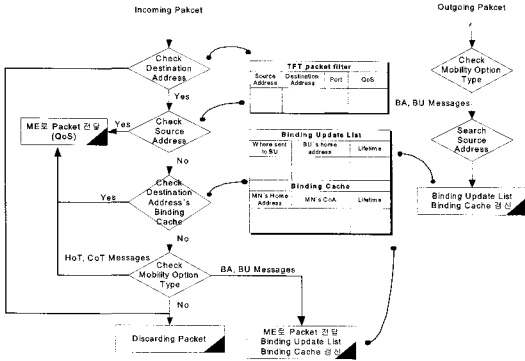 Incoming Pakcet
Outgoing Pakcet
Check
Destination
Address
Yes
TFT packet filter
Source
Address
Destination
Address
Port
QoS
Check
Mobility Option
Type
BA, BU Messages
ME로 Packet 전달
(QoS)
Yes
Check
Source
Address
No
Binding Update List
Where sent
to BU
BU's home
address
Lifetime
Binding Cache
MN's Home
Address
MN's CoA
Lifetime
Search
Source
Address
Yes
Check
Destination
Address's
Binding
Cache
No
Binding Update List
Binding Cache 갱신
HoT, CoT Messages
Check
Mobility Option
Type
BA, BU Messages
No
Discarding Packet
ME로 Packet 전달
Binding Update List
Binding Cache 갱신